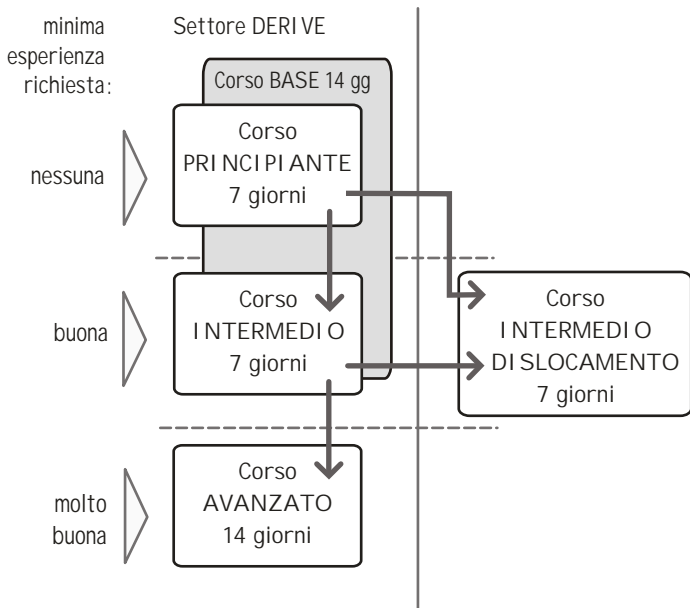 minima
esperienza
richiesta:
Settore DERIVE
Corso BASE 14 gg
nessuna
Corso
PRINCIPIANTE
7 giorni
buona
Corso
INTERMEDIO
7 giorni
Corso
INTERMEDIO
DISLOCAMENTO
7 giorni
molto
buona
Corso
AVANZATO
14 giorni